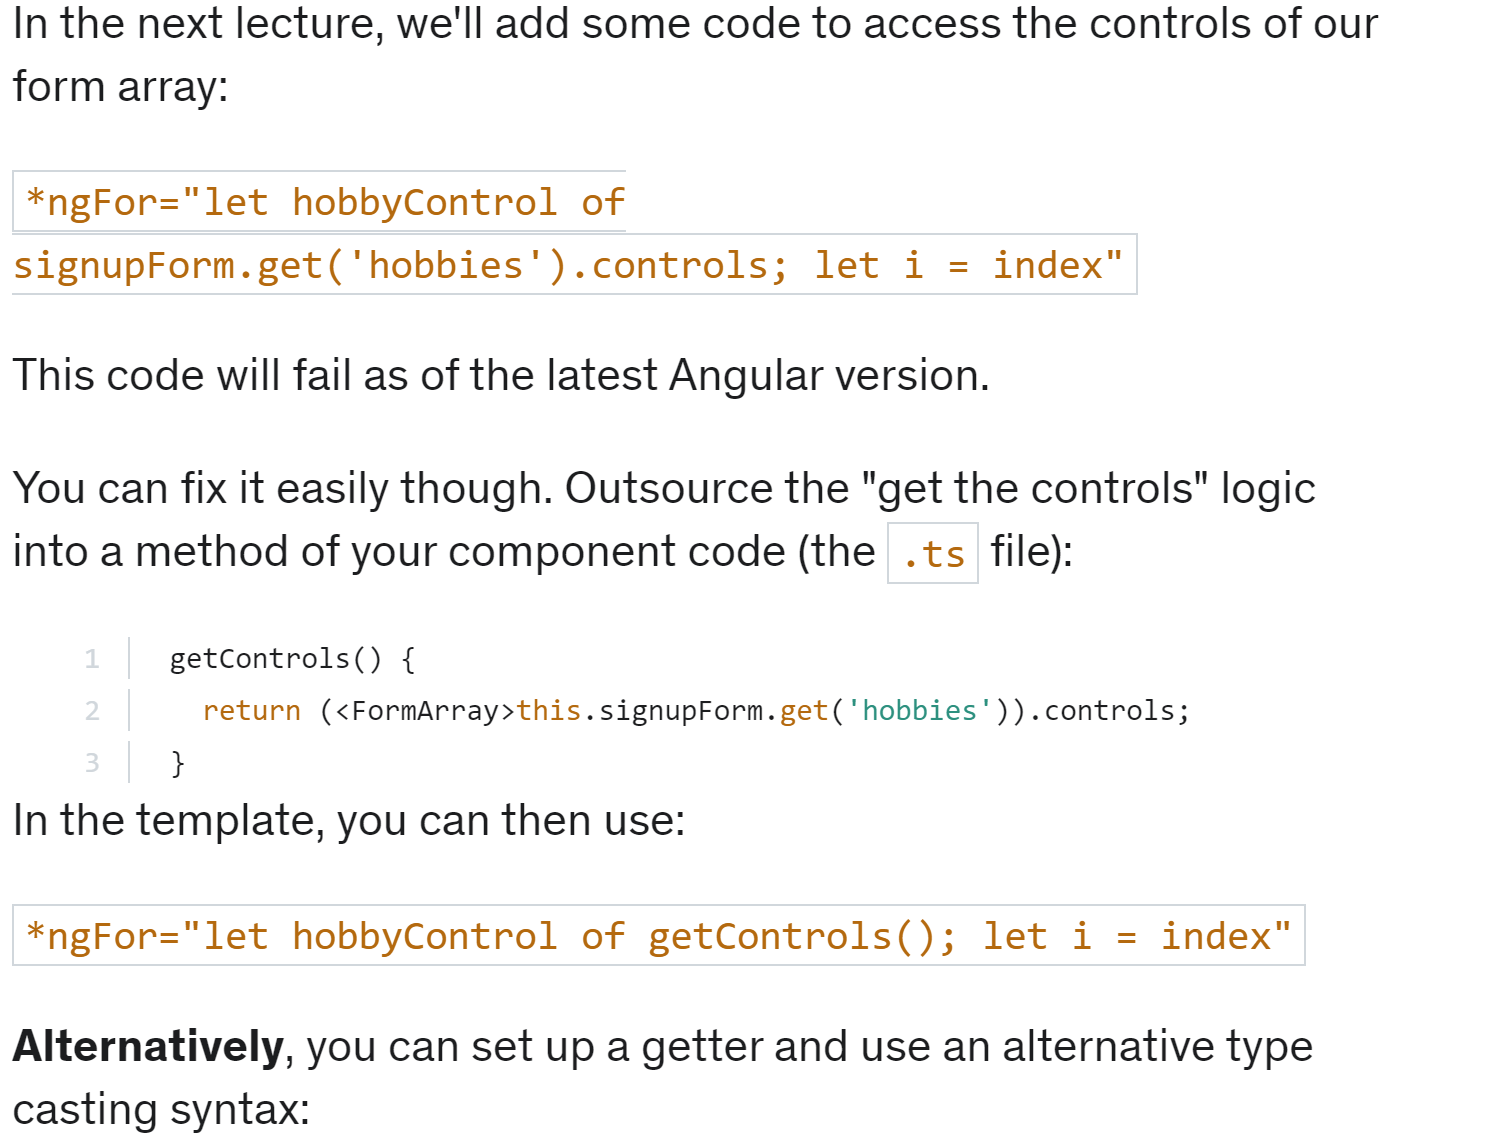 In the next lecture, we'll add some code to access the controls of our
form array:
*ngFor="let hobbyControl of
signupForm.get('hobbies').controls; let i = index"
This code will fail as of the latest Angular version.
You can fix it easily though. Outsource the "get the controls" logic
into a method of your component code (the .ts file):
1 getControls() {
2 return (<FormArray>this.signupForm.get('hobbies')).controls;
3 }
In the template, you can then use:
*ngFor="let hobbyControl of getControls(); let i = index"
Alternatively, you can set up a getter and use an alternative type
casting syntax: